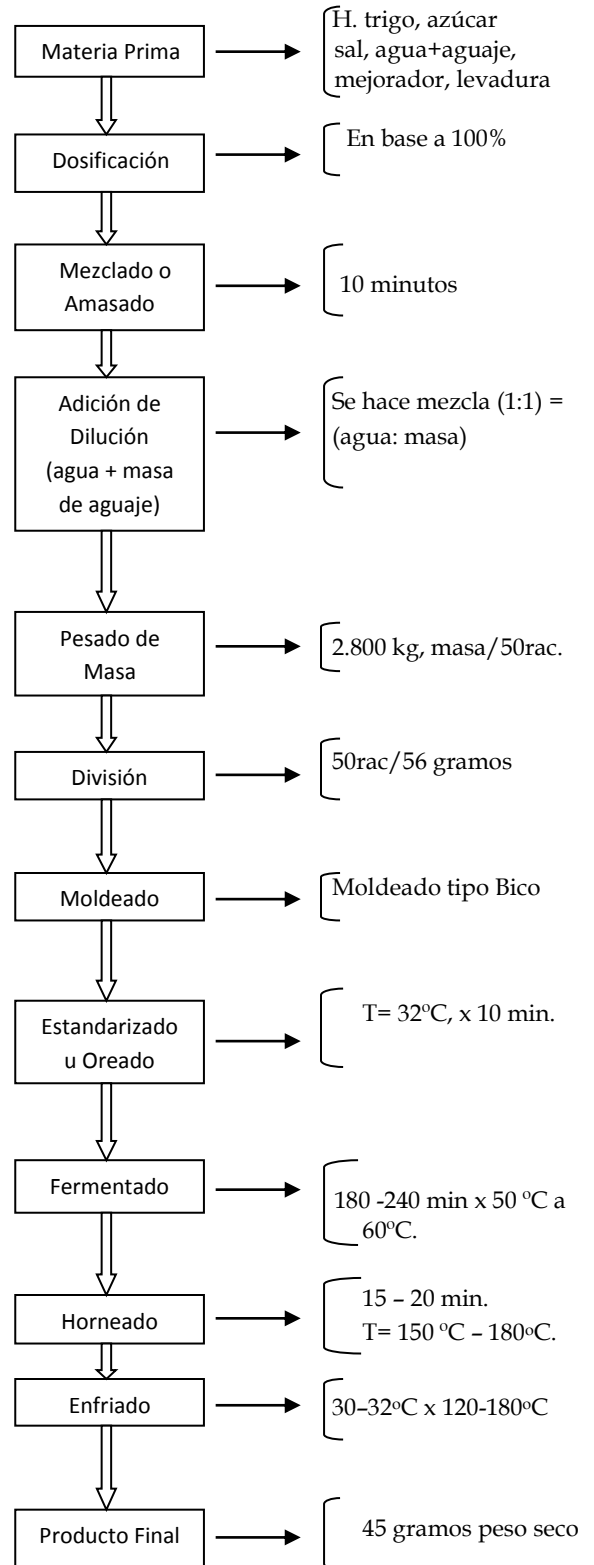 Materia Prima
H. trigo, azúcar
sal, agua+aguaje,
mejorador, levadura
Dosificación
En base a 100%
Mezclado o
Amasado
10 minutos
Adición de
Dilución
(agua + masa
de aguaje)
Se hace mezcla (1:1) =
(agua: masa)
Pesado de
Masa
2.800 kg, masa/50rac.
División
50rac/56 gramos
Moldeado
Moldeado tipo Bico
Estandarizado
u Oreado
T= 32ºC, x 10 min.
Fermentado
180 -240 min x 50 ºC a
60ºC.
Horneado
15 – 20 min.
T= 150 ºC – 180ºC.
Enfriado
30–32ºC x 120-180ºC
Producto Final
45 gramos peso seco